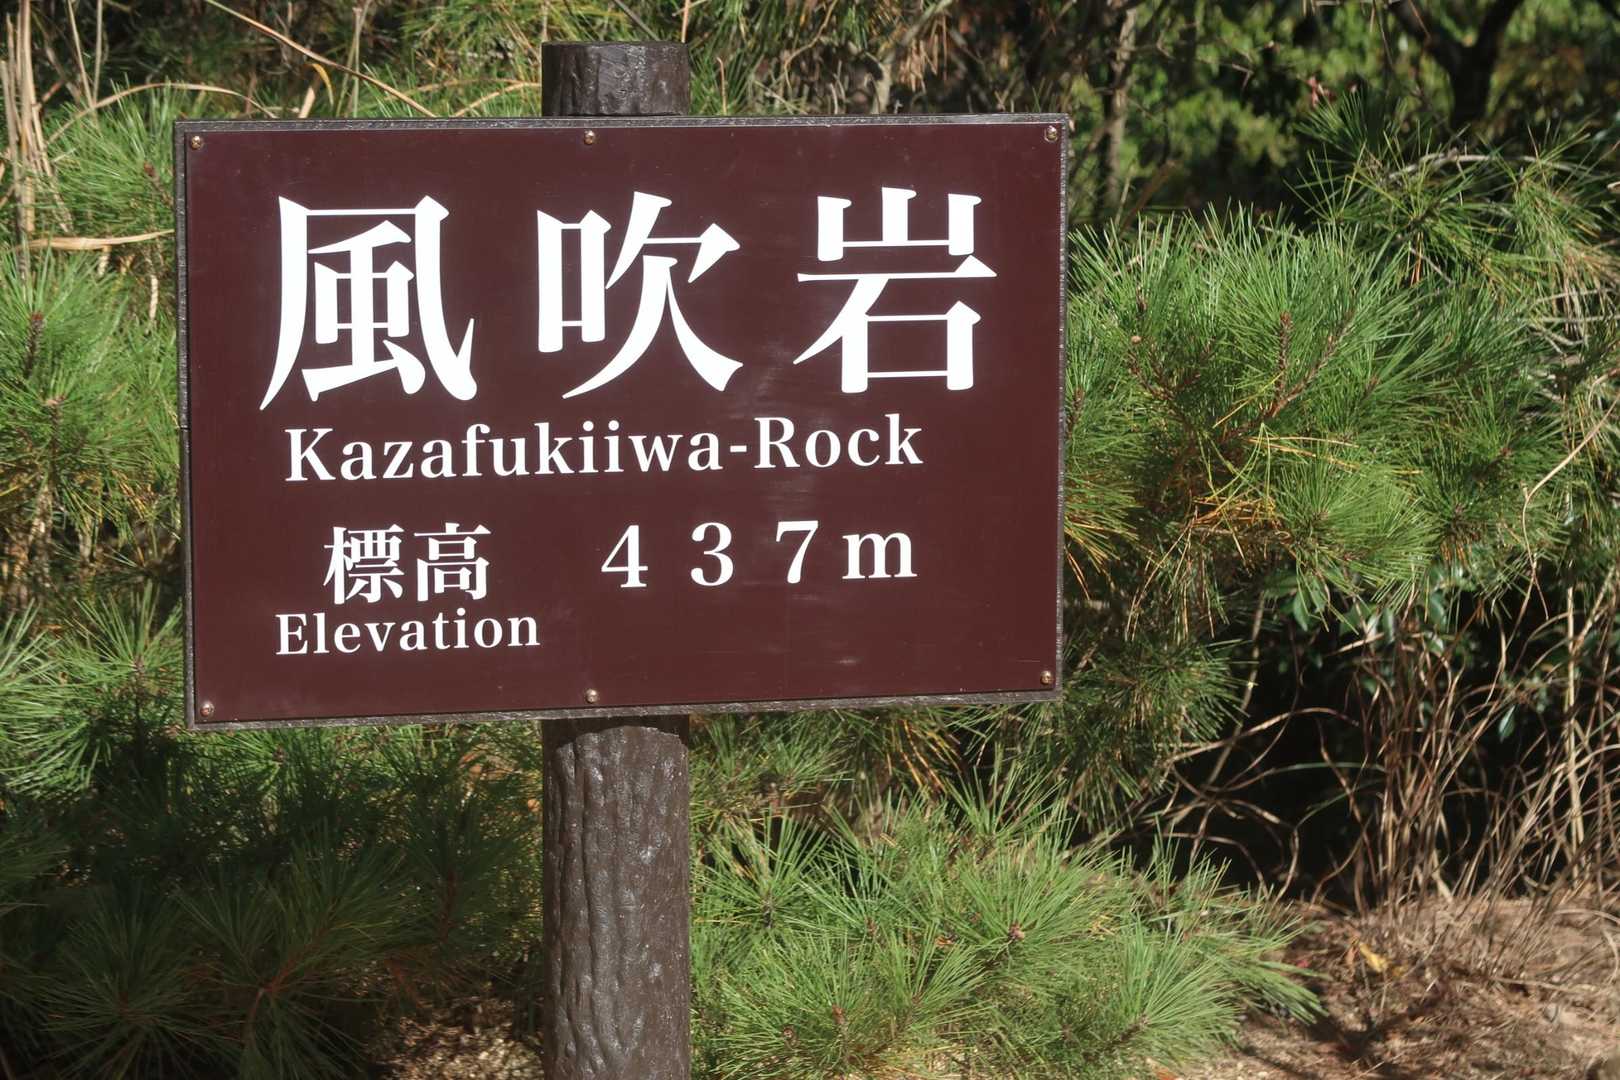 風吹岩
Kazafukiiwa-Rock
標高 437m
Elevation